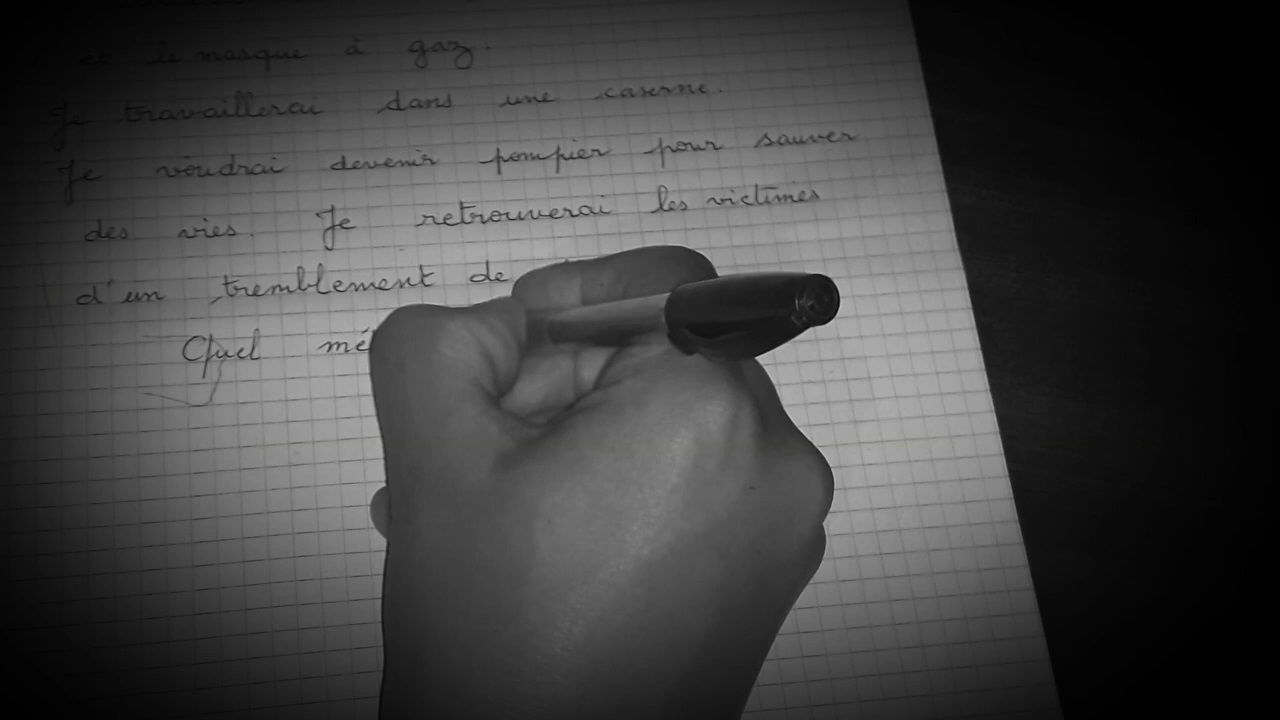 et le masque à gaz.
Je travaillerai dans une caserne.
Je voudrai devenir pompier pour sauver
des vies. Je retrouverai les victimes
d'un tremblement de
Quel mé